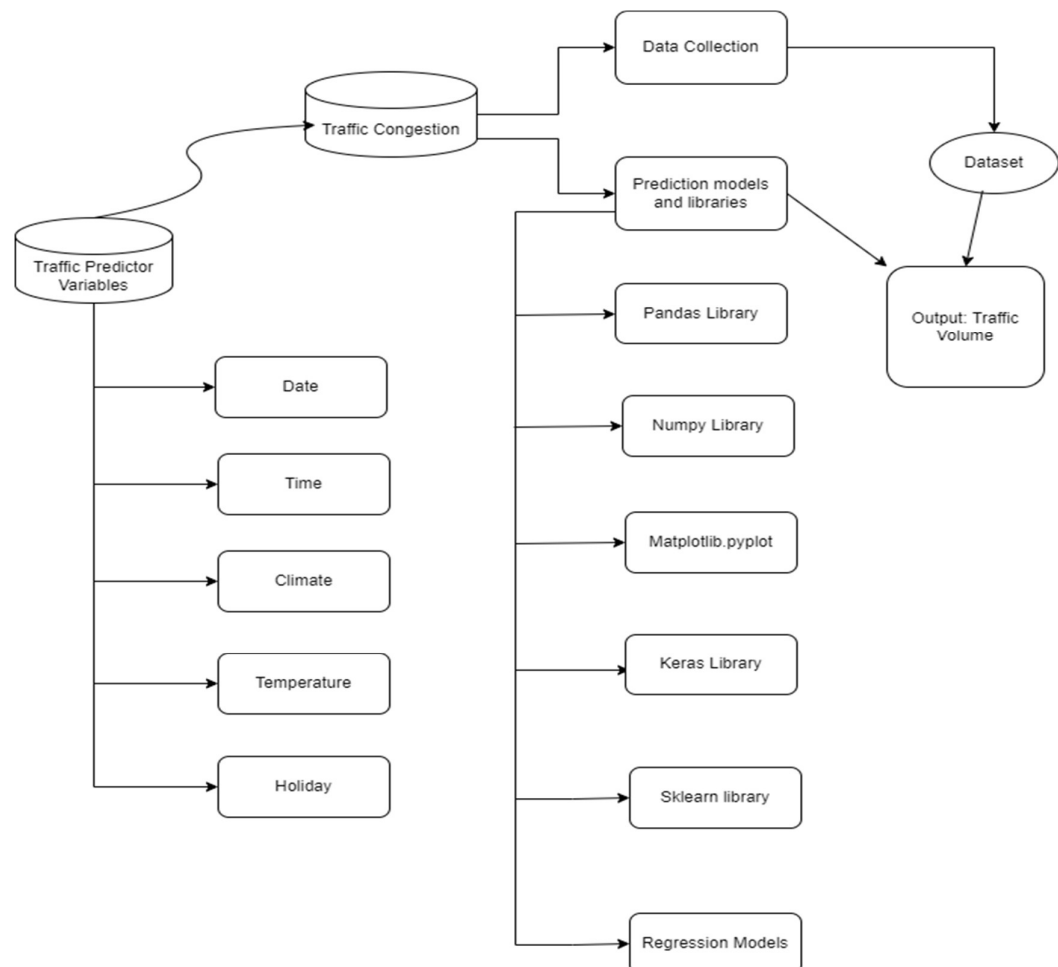 Data Collection
Traffic Congestion
Dataset
Prediction models
and libraries
Traffic Predictor
Variables
Output: Traffic
Volume
Pandas Library
Date
Numpy Library
Time
Matplotlib.pyplot
Climate
Keras Library
Temperature
Holiday
Sklearn library
Regression Models